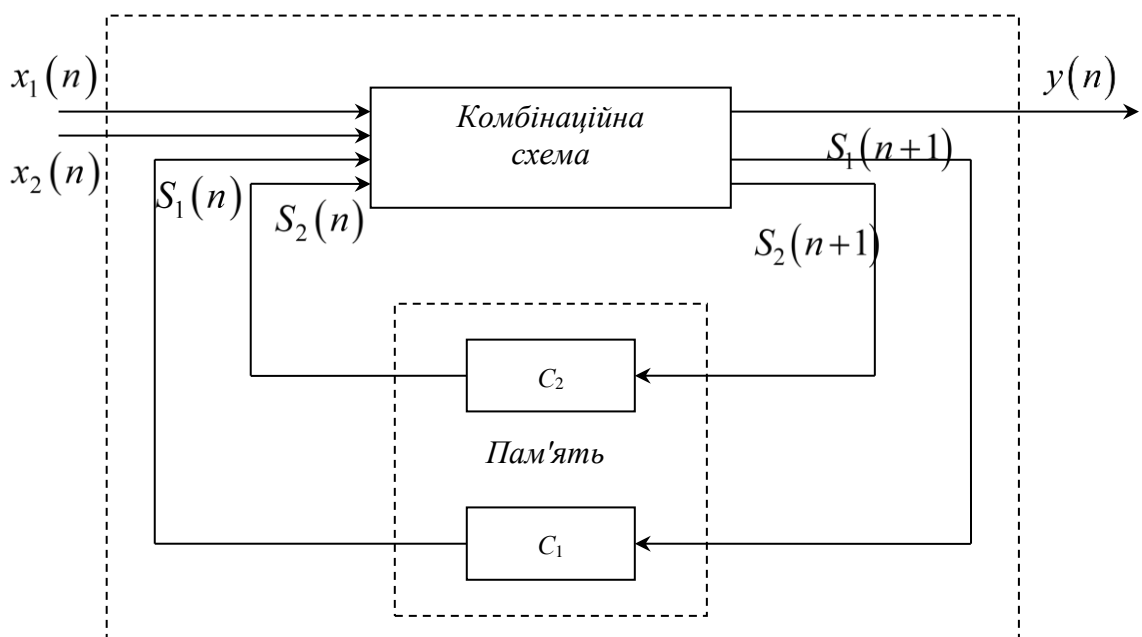 x₁(n)
y(n)
Комбінаційна
схема
x₂(n)
S₁(n+1)
S₁(n)
S₂(n)
S₂(n+1)
C₂
Пам'ять
C₁